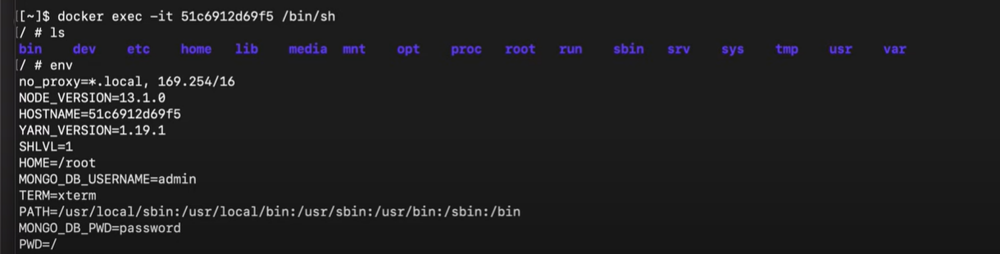 [~]$ docker exec -it 51c6912d69f5 /bin/sh
/ # ls
bin dev etc home lib media mnt opt proc root run sbin srv sys tmp usr var
/ # env
no_proxy=*.local, 169.254/16
NODE_VERSION=13.1.0
HOSTNAME=51c6912d69f5
YARN_VERSION=1.19.1
SHLVL=1
HOME=/root
MONGO_DB_USERNAME=admin
TERM=xterm
PATH=/usr/local/sbin:/usr/local/bin:/usr/sbin:/usr/bin:/sbin:/bin
MONGO_DB_PWD=password
PWD=/